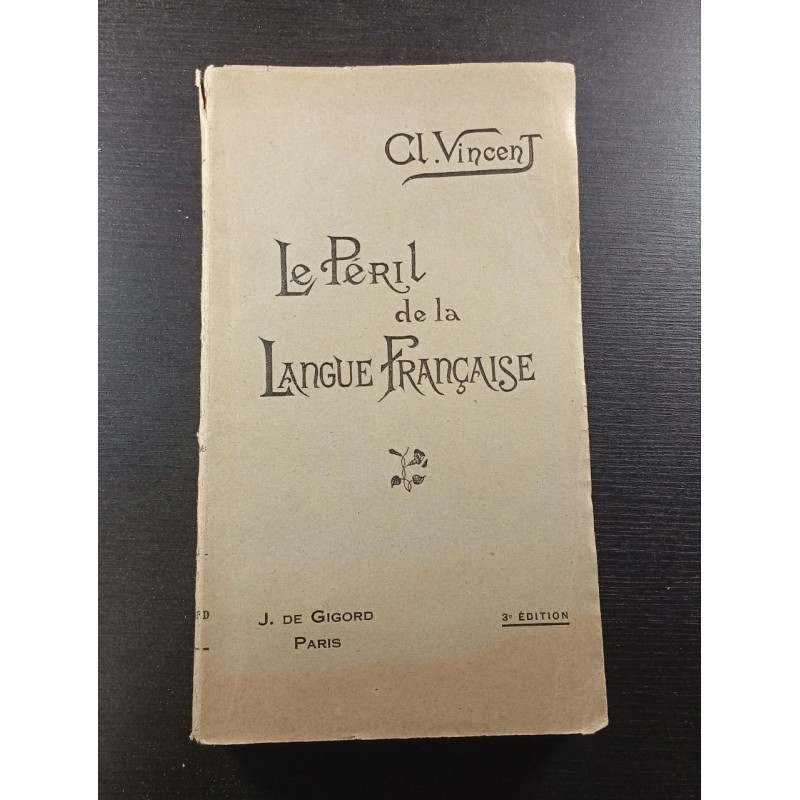 Cl. Vincent
Le Péril
de la
Langue Française
J. DE GIGORD
PARIS
3e ÉDITION